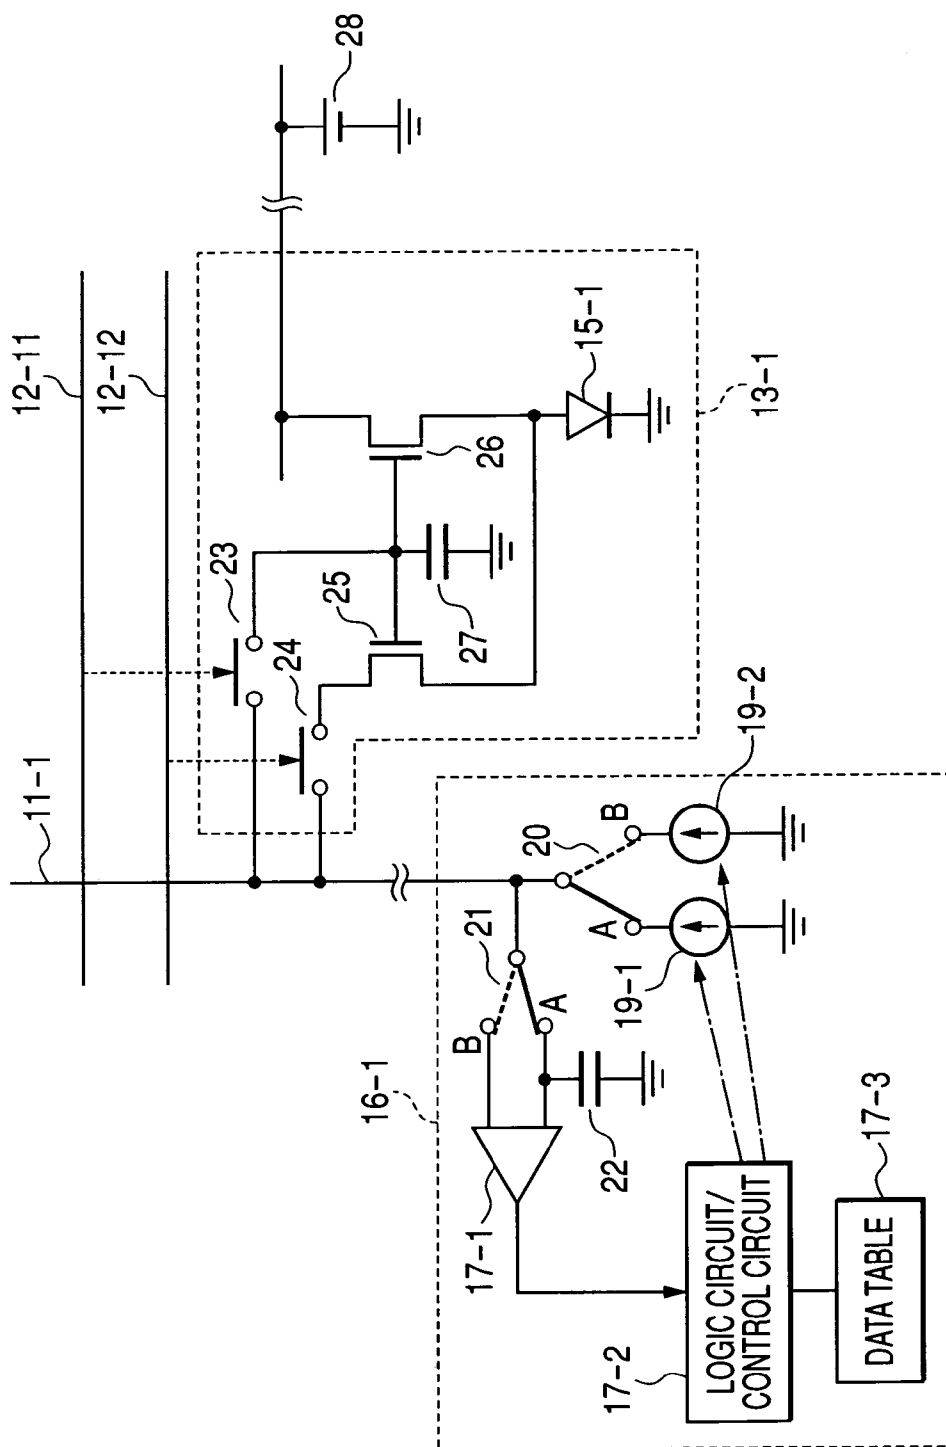 28
12-11
12-12
15-1
13-1
26
23
25
27
24
11-1
19-2
20
B
A
19-1
21
B
A
16-1
22
17-1
17-3
LOGIC CIRCUIT/
CONTROL CIRCUIT
DATA TABLE
17-2